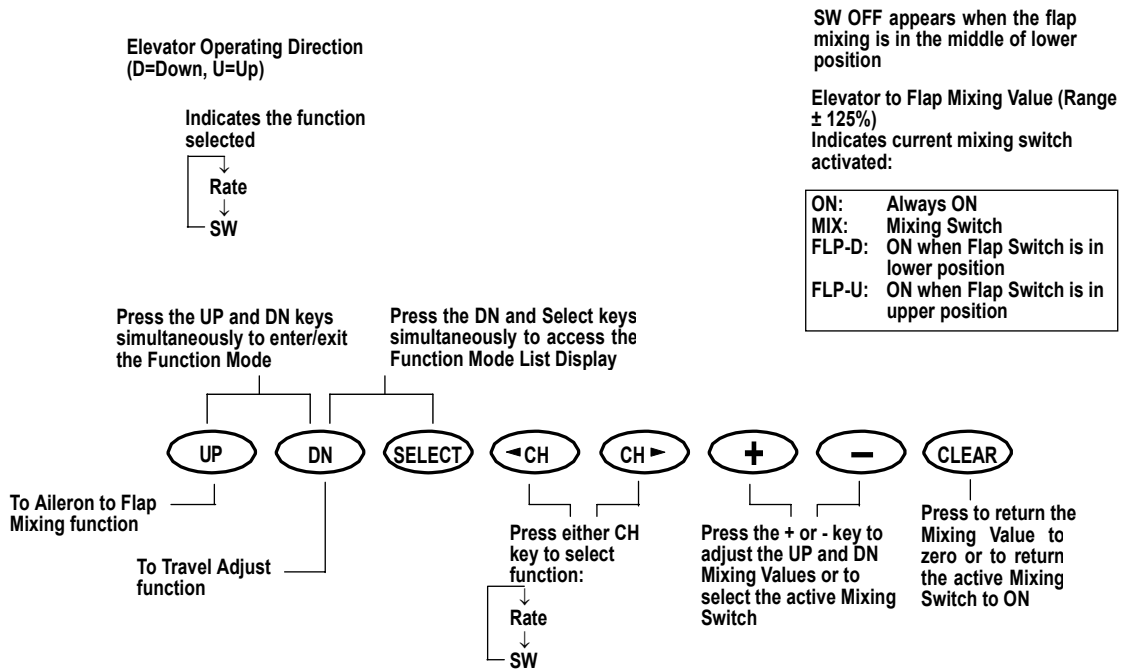 Elevator Operating Direction
(D=Down, U=Up)
Indicates the function
selected
↓
Rate
↓
SW
SW OFF appears when the flap
mixing is in the middle of lower
position
Elevator to Flap Mixing Value (Range
± 125%)
Indicates current mixing switch
activated:
ON: Always ON
MIX: Mixing Switch
FLP-D: ON when Flap Switch is in
lower position
FLP-U: ON when Flap Switch is in
upper position
Press the UP and DN keys
simultaneously to enter/exit
the Function Mode
Press the DN and Select keys
simultaneously to access the
Function Mode List Display
UP DN SELECT ◄CH CH► + − CLEAR
To Aileron to Flap
Mixing function
To Travel Adjust
function
Press either CH
key to select
function:
↓
Rate
↓
SW
Press the + or - key to
adjust the UP and DN
Mixing Values or to
select the active Mixing
Switch
Press to return the
Mixing Value to
zero or to return
the active Mixing
Switch to ON